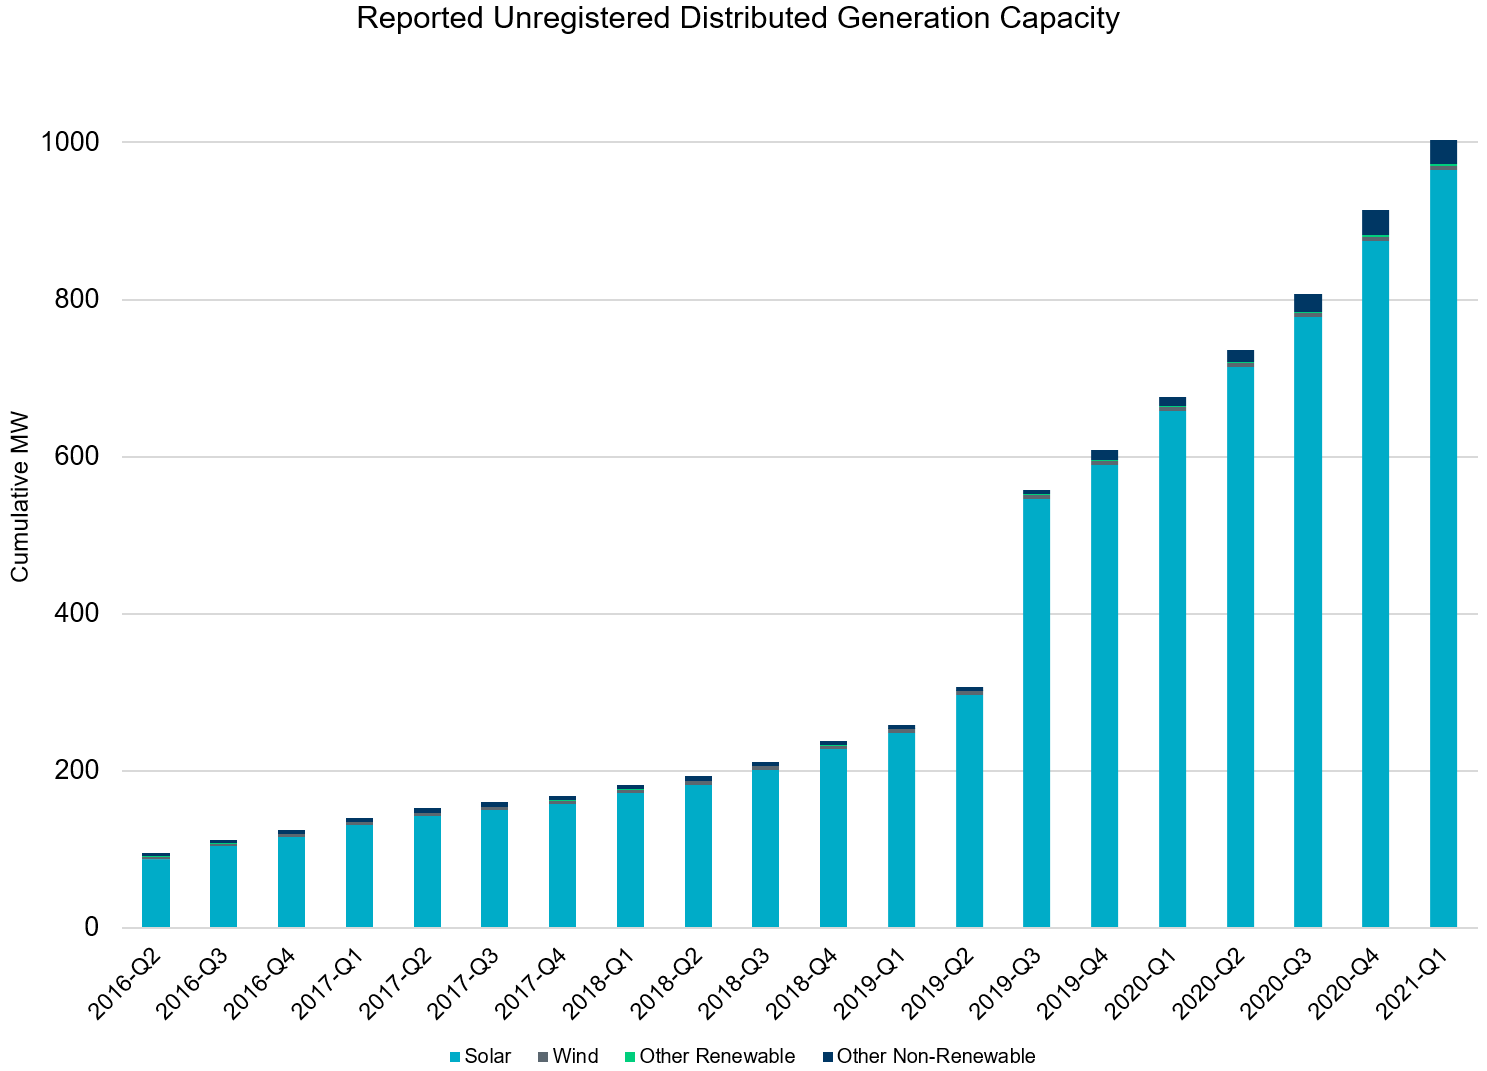 Reported Unregistered Distributed Generation Capacity
Cumulative MW
1000
800
600
400
200
0
2016-Q2
2016-Q3
2016-Q4
2017-Q1
2017-Q2
2017-Q3
2017-Q4
2018-Q1
2018-Q2
2018-Q3
2018-Q4
2019-Q1
2019-Q2
2019-Q3
2019-Q4
2020-Q1
2020-Q2
2020-Q3
2020-Q4
2021-Q1
Solar
Wind
Other Renewable
Other Non-Renewable